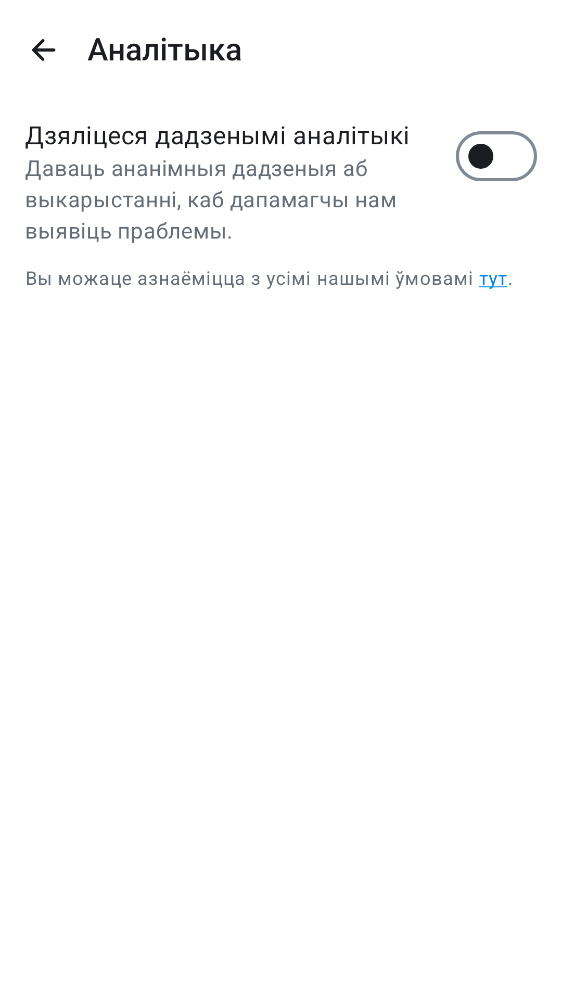 Аналітыка
Дзяліцеся дадзенымі аналітыкі
Даваць ананімныя дадзеныя аб
выкарыстанні, каб дапамагчы нам
выявіць праблемы.
Вы можаце азнаёміцца з усімі нашымі ўмовамі тут.